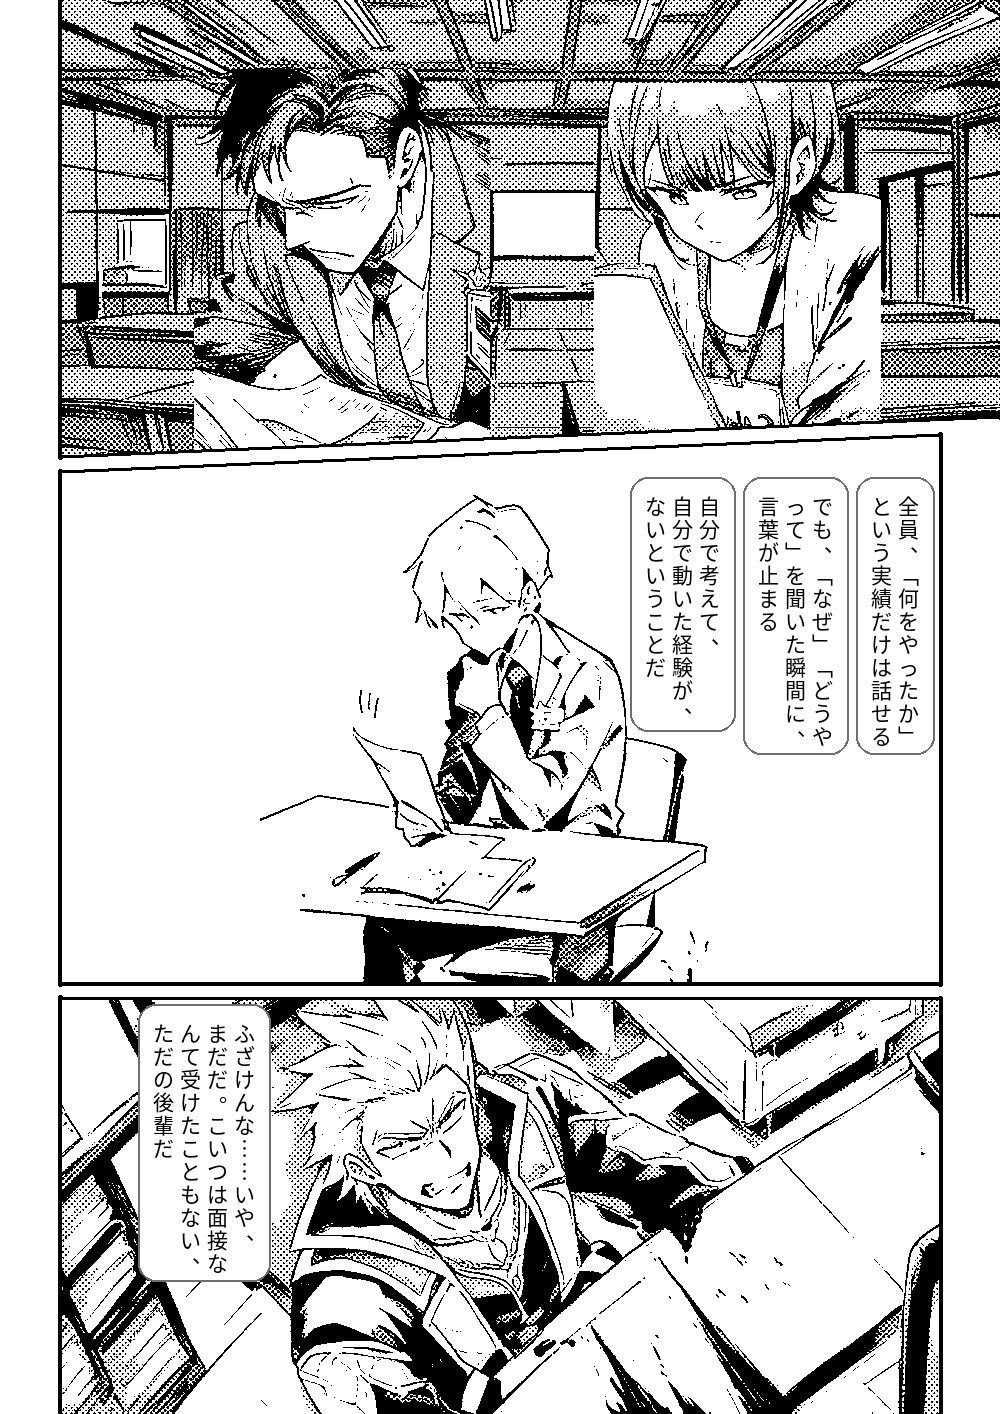 全員、「何をやったか」
という実績だけは話せる
でも、「なぜ」「どうや
って」を聞いた瞬間に、
言葉が止まる
自分で考えて、
自分で動いた経験が、
ないということだ
ふざけんな……いや、
まだだ。こいつは面接な
んて受けたこともない、
ただの後輩だ